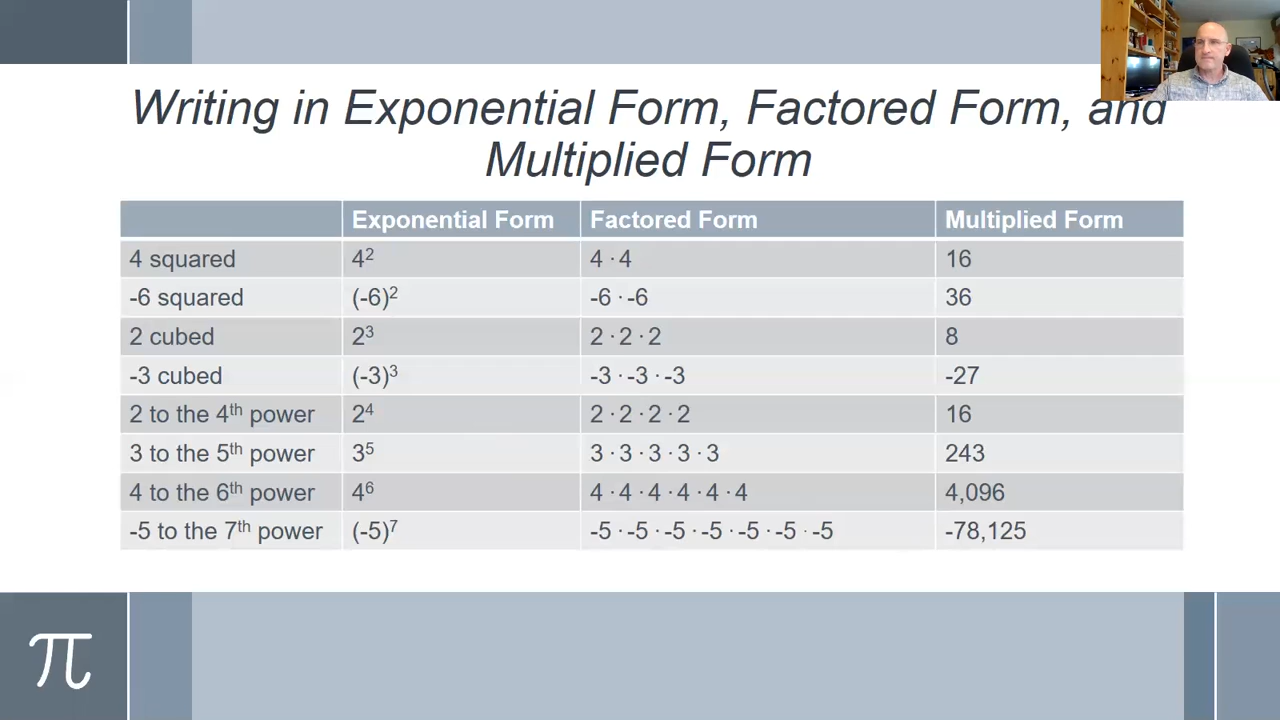 Writing in Exponential Form, Factored Form, and
Multiplied Form
Exponential Form Factored Form Multiplied Form
4 squared 4² 4 · 4 16
-6 squared (-6)² -6 · -6 36
2 cubed 2³ 2 · 2 · 2 8
-3 cubed (-3)³ -3 · -3 · -3 -27
2 to the 4ᵗʰ power 2⁴ 2 · 2 · 2 · 2 16
3 to the 5ᵗʰ power 3⁵ 3 · 3 · 3 · 3 · 3 243
4 to the 6ᵗʰ power 4⁶ 4 · 4 · 4 · 4 · 4 · 4 4,096
-5 to the 7ᵗʰ power (-5)⁷ -5 · -5 · -5 · -5 · -5 · -5 · -5 -78,125
π